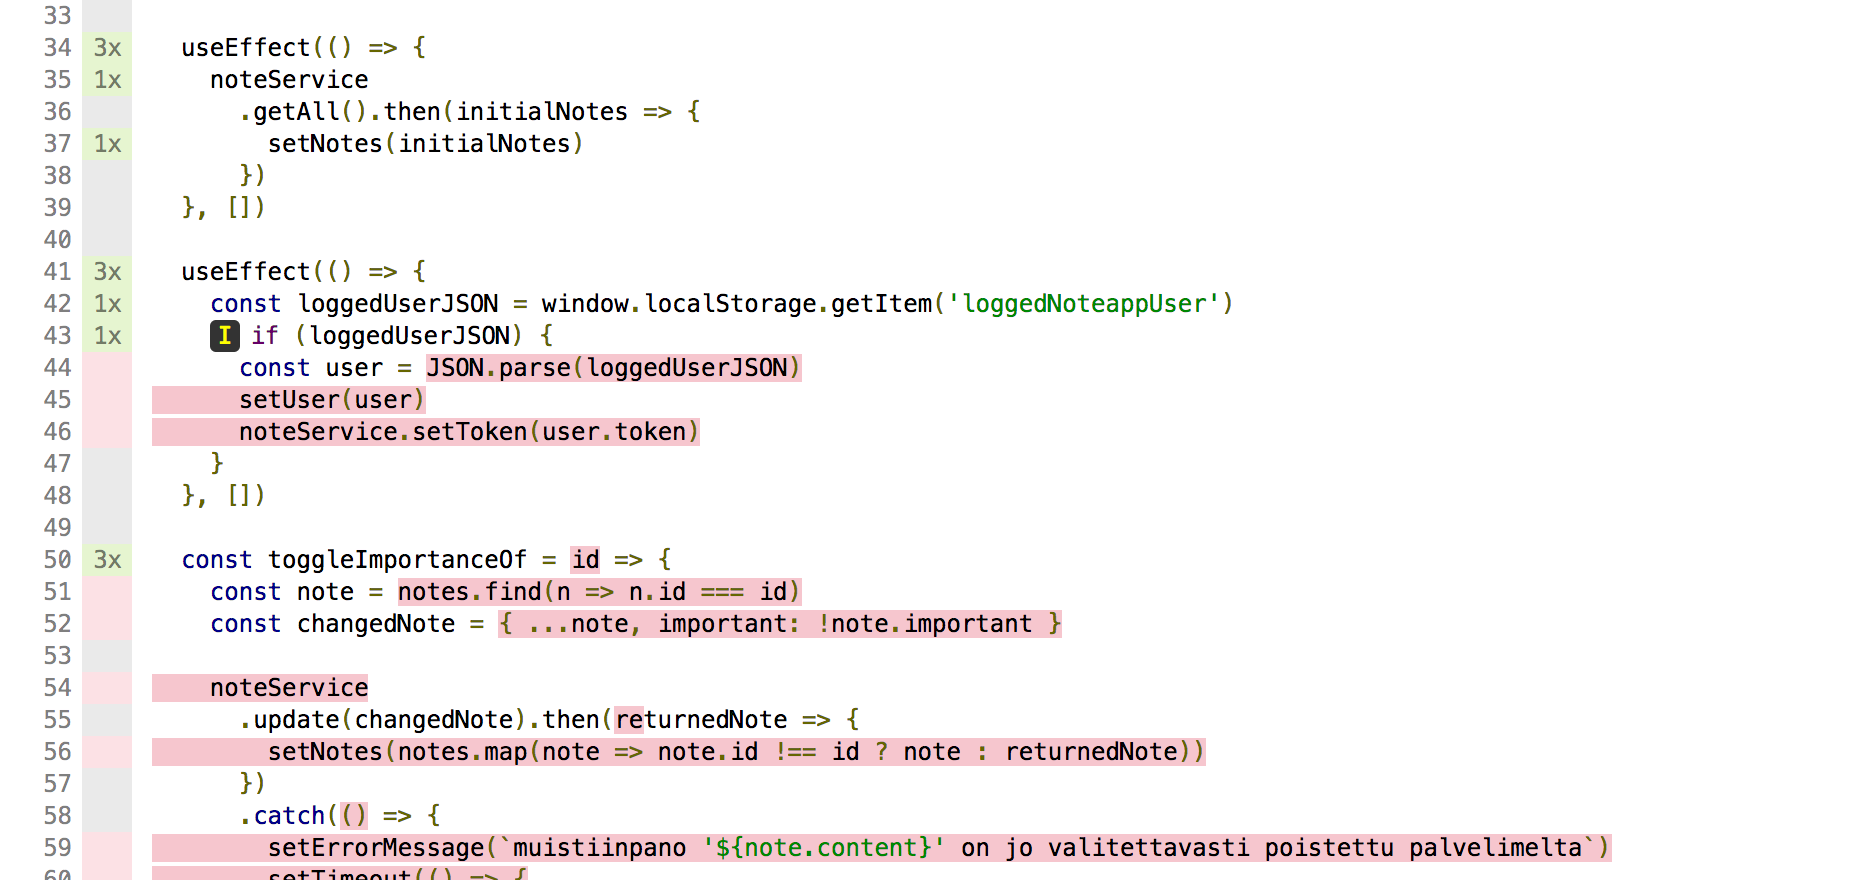 33
34 3x useEffect(() => {
35 1x noteService
36 .getAll().then(initialNotes => {
37 1x setNotes(initialNotes)
38 })
39 }, [])
40
41 3x useEffect(() => {
42 1x const loggedUserJSON = window.localStorage.getItem('loggedNoteappUser')
43 1x I if (loggedUserJSON) {
44 const user = JSON.parse(loggedUserJSON)
45 setUser(user)
46 noteService.setToken(user.token)
47 }
48 }, [])
49
50 3x const toggleImportanceOf = id => {
51 const note = notes.find(n => n.id === id)
52 const changedNote = { ...note, important: !note.important }
53
54 noteService
55 .update(changedNote).then(returnedNote => {
56 setNotes(notes.map(note => note.id !== id ? note : returnedNote))
57 })
58 .catch(() => {
59 setErrorMessage(`muistiinpano '${note.content}' on jo valitettavasti poistettu palvelimelta`)
60 setTimeout(() => {